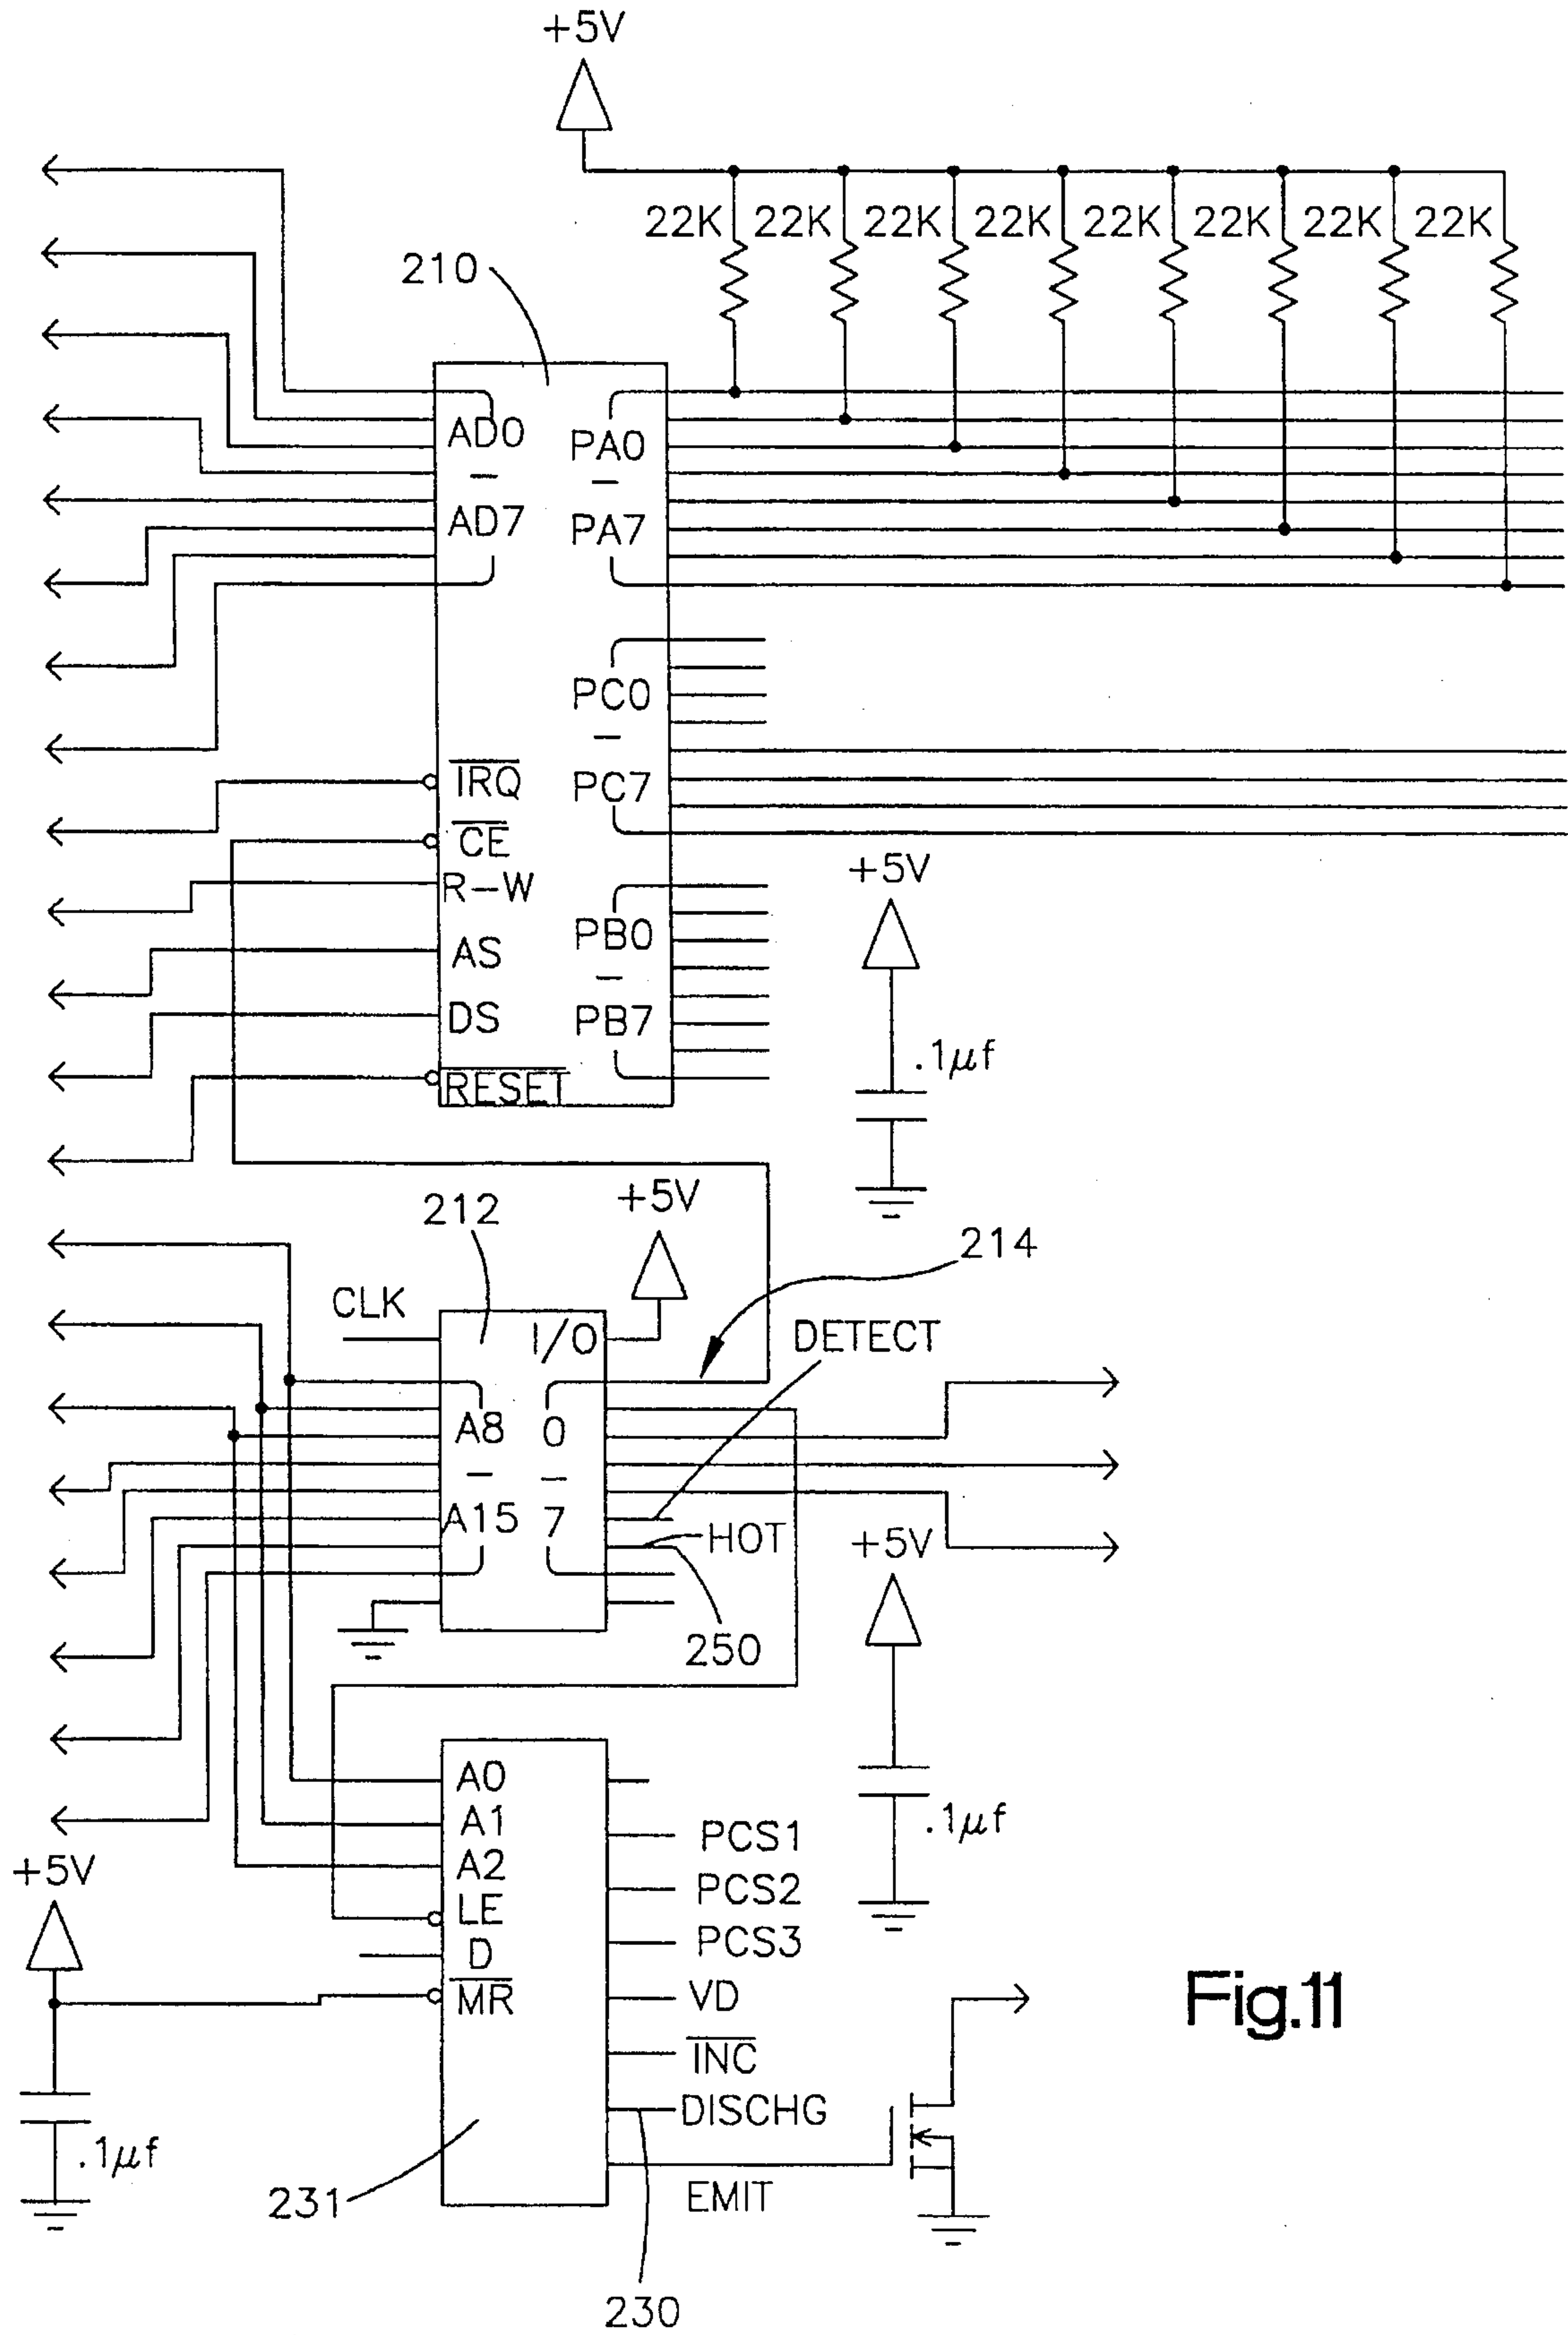 +5V
22K 22K 22K 22K 22K 22K 22K 22K
210
AD0
—
AD7
PA0
—
PA7
PC0
—
PC7
IRQ
CE
R-W
AS
DS
RESET
PB0
—
PB7
+5V
.1μf
212
+5V
214
CLK
I/O
DETECT
A8
—
A15
0
—
7
HOT
250
+5V
.1μf
A0
A1
A2
LE
D
MR
PCS1
PCS2
PCS3
VD
INC
DISCHG
EMIT
+5V
.1μf
231
230
Fig.11